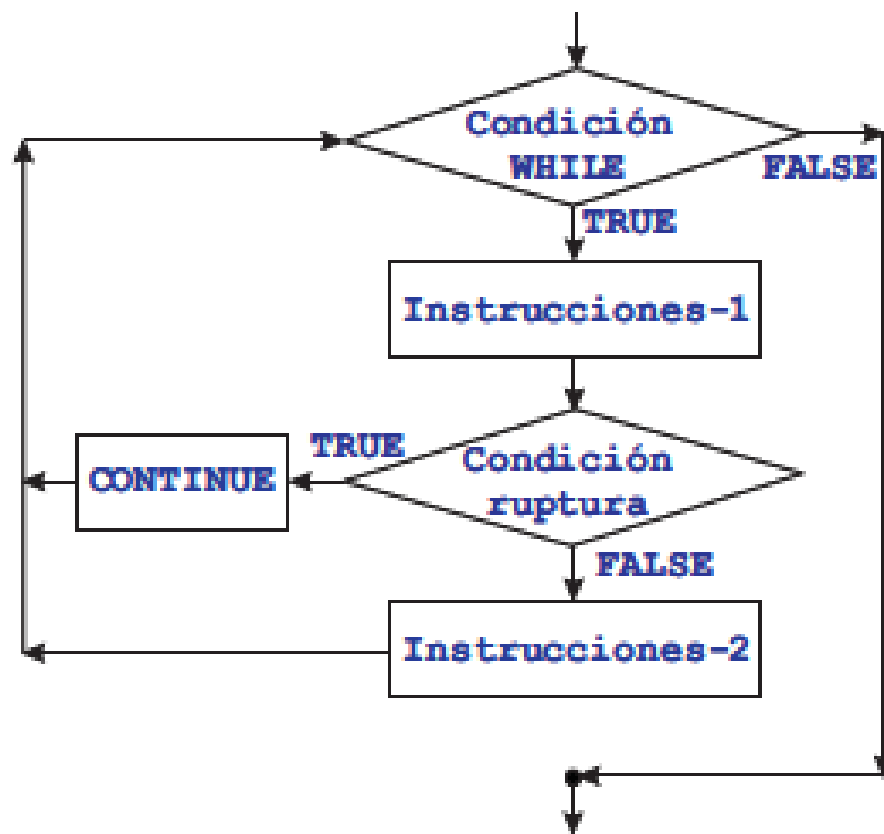 Condición
WHILE
FALSE
TRUE
Instrucciones-1
TRUE
CONTINUE
Condición
ruptura
FALSE
Instrucciones-2